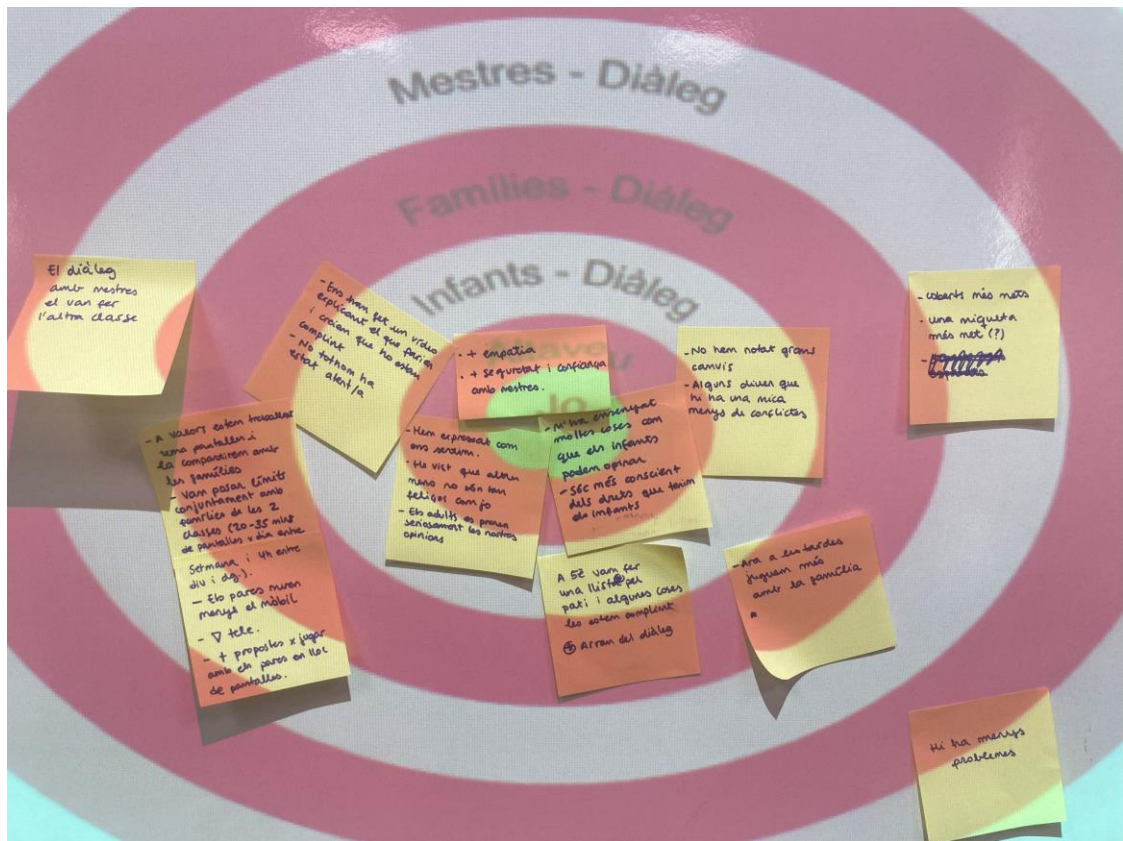 Mestres - Diàleg
Famílies - Diàleg
Infants - Diàleg
Altaveu
Jo
El diàleg
amb mestres
el van fer
l'altra classe
- Ens han fet un vídeo
explicant el que farien
i creiem que ho estan
complint
- No tothom ha
estat atent/a
- + empatia
- + seguretat i confiança
amb mestres.
- No hem notat grans
canvis
- Alguns diuen que
hi ha una mica
menys de conflictes
- coberts més nets
- una miqueta
més net (?)
- A valors estem treballant
tema pantalles i
la compartirem amb
les famílies
- Vam posar límits
conjuntament amb
famílies de les 2
classes (20-35 mins
de pantalles x dia entre
setmana i 4h entre
div i dg.).
- Els pares miren
menys el mòbil
- ∇ tele.
- + propostes x jugar
amb els pares en lloc
de pantalles.
- Hem expressat com
ens sentim.
- He vist que altres
nens no són tan
feliços com jo
- Els adults es prenen
seriosament les nostres
opinions
- M'ha ensenyat
moltes coses com
que els infants
podem opinar
- Sóc més conscient
dels drets que tenim
els infants
A 5è vam fer
una llista pel
pati i algunes coses
les estem complint
Arran del diàleg
- Ara a les tardes
juguem més
amb la família
Hi ha menys
problemes